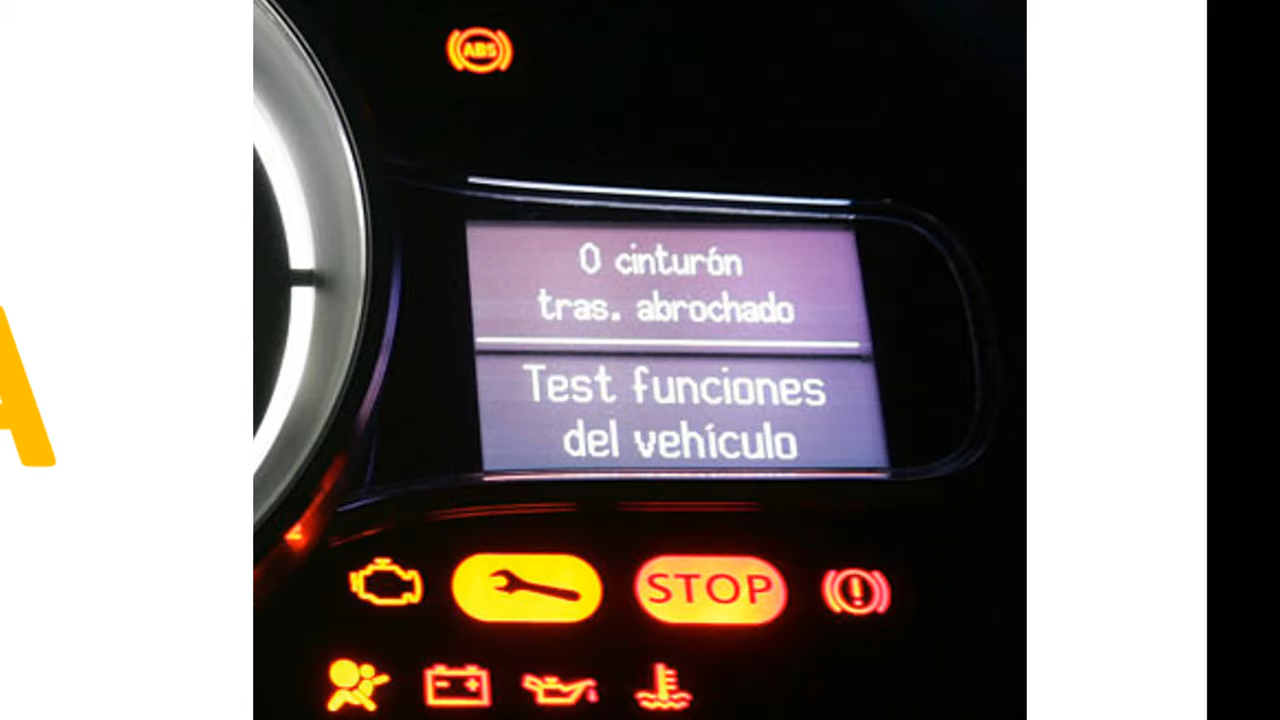 ABS
0 cinturón
tras. abrochado
Test funciones
del vehículo
STOP
A